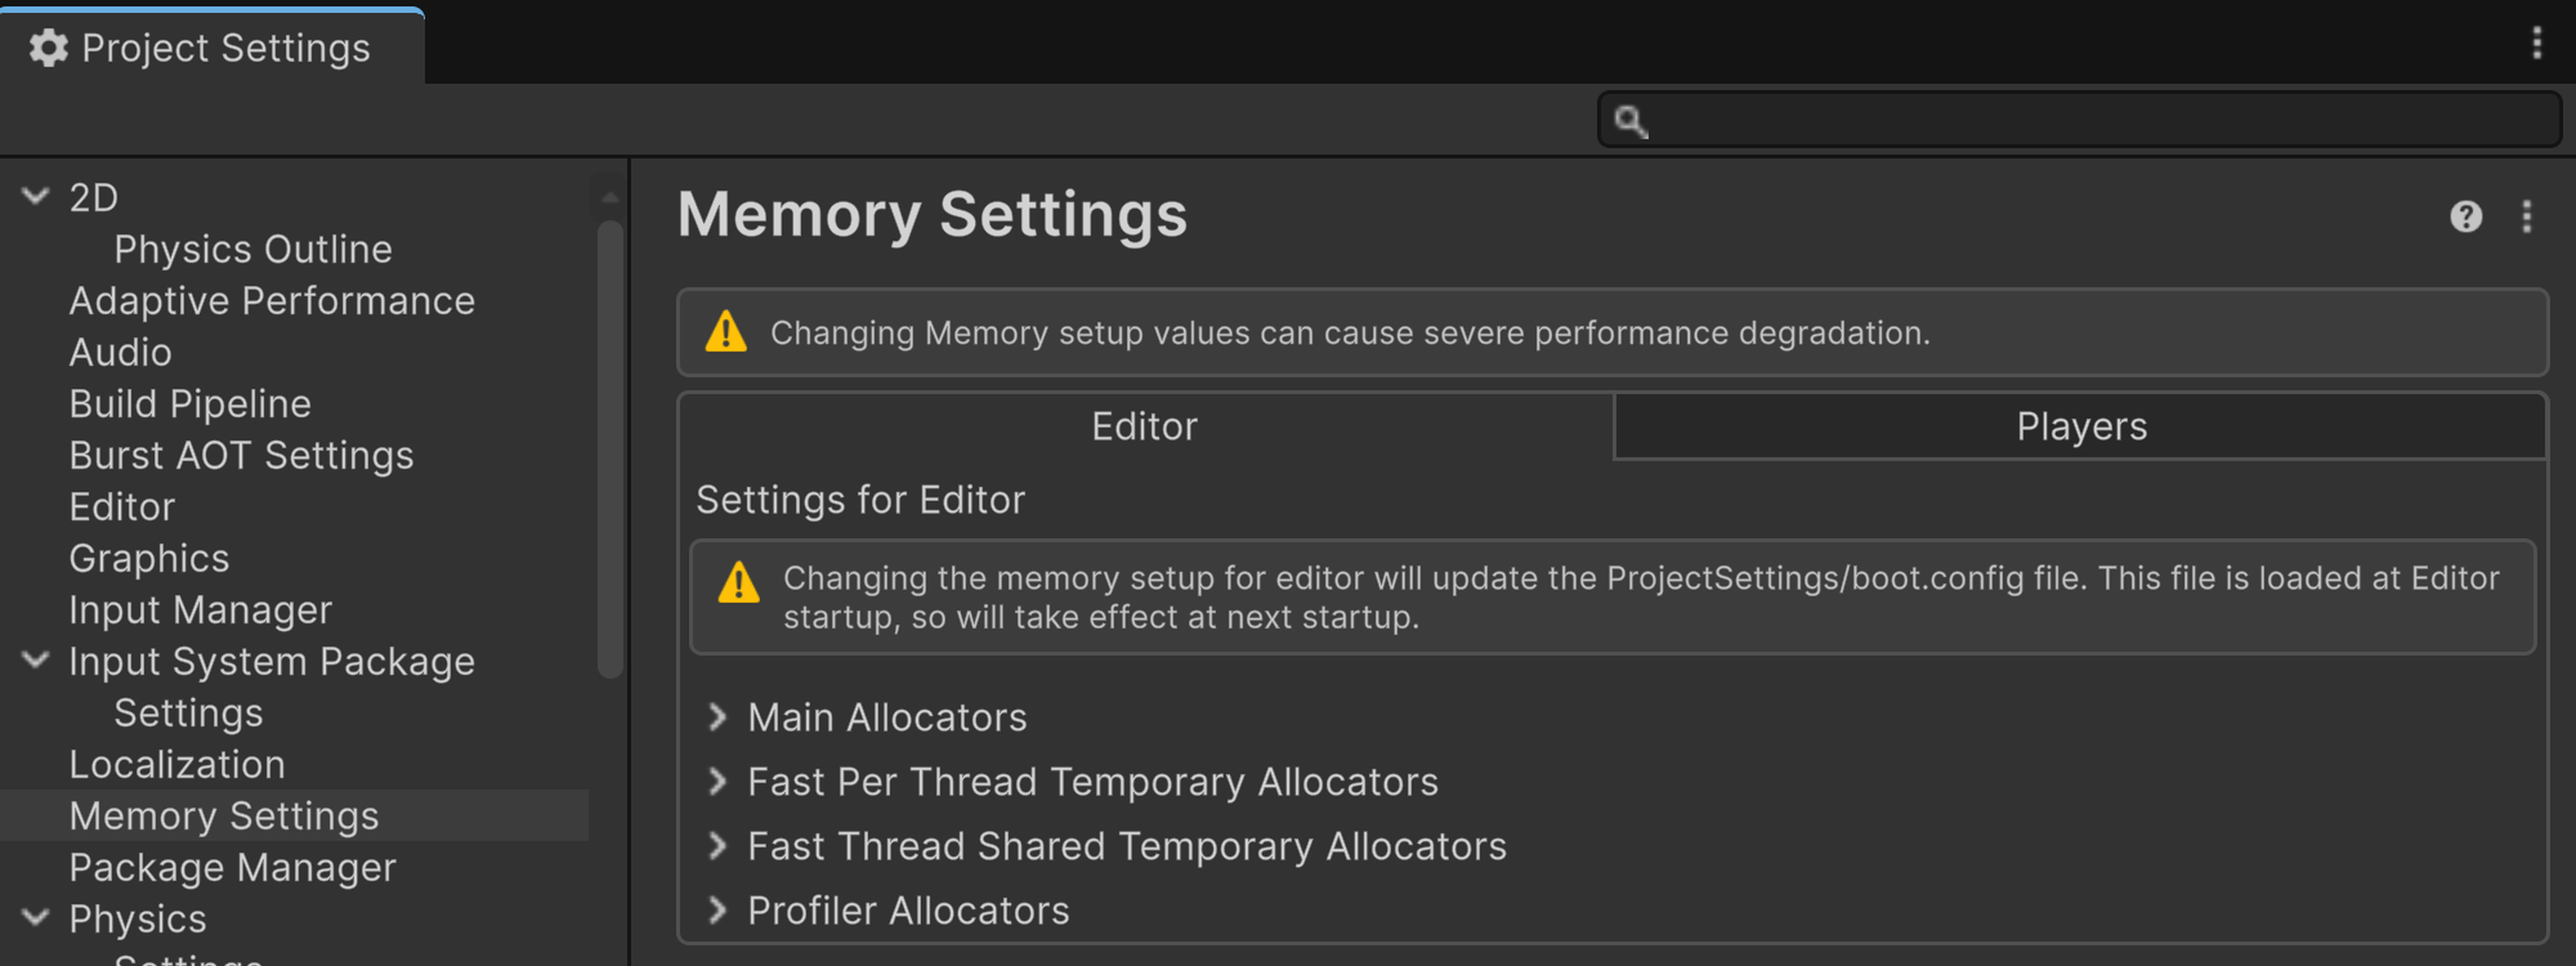 Project Settings
2D
Physics Outline
Adaptive Performance
Audio
Build Pipeline
Burst AOT Settings
Editor
Graphics
Input Manager
Input System Package
Settings
Localization
Memory Settings
Package Manager
Physics
Settings
Memory Settings
Changing Memory setup values can cause severe performance degradation.
Editor
Players
Settings for Editor
Changing the memory setup for editor will update the ProjectSettings/boot.config file. This file is loaded at Editor
startup, so will take effect at next startup.
Main Allocators
Fast Per Thread Temporary Allocators
Fast Thread Shared Temporary Allocators
Profiler Allocators